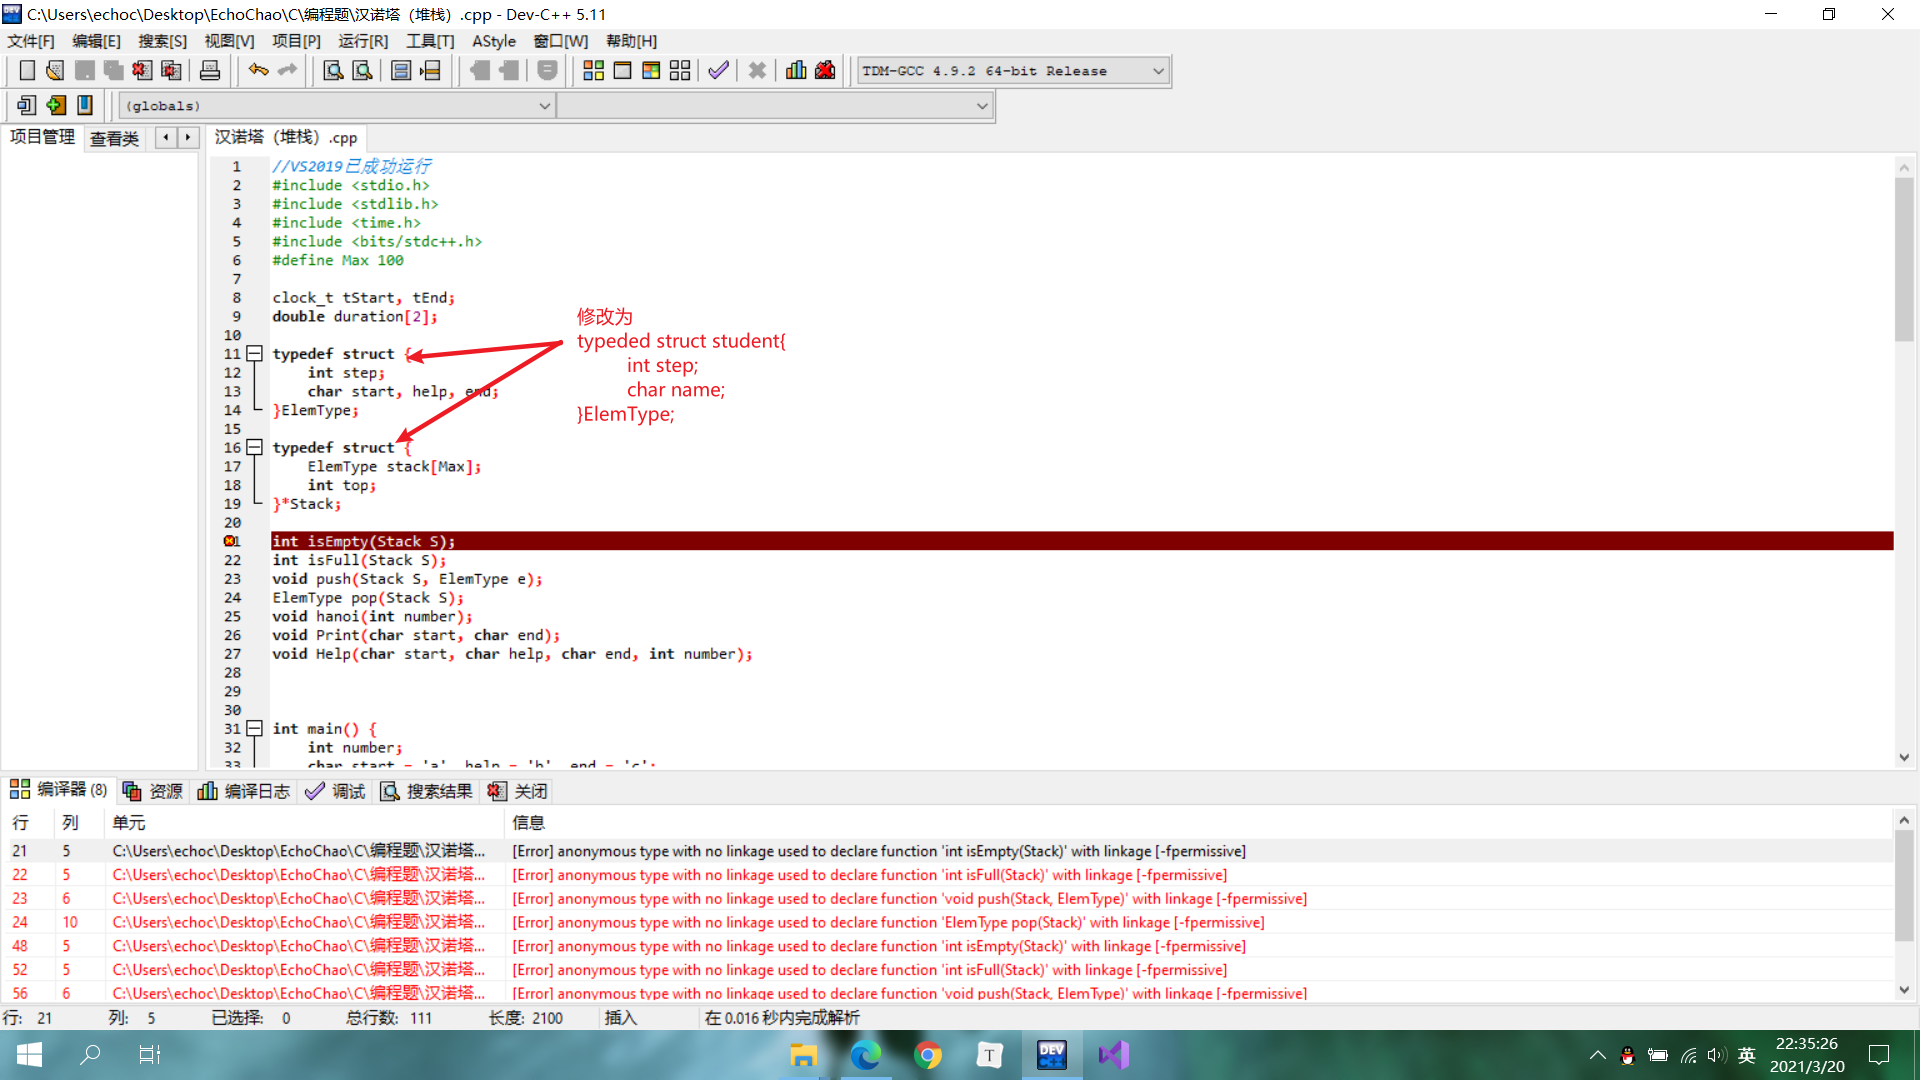 C:\Users\echoc\Desktop\EchoChao\C\编程题\汉诺塔（堆栈）.cpp - Dev-C++ 5.11
文件[F] 编辑[E] 搜索[S] 视图[V] 项目[P] 运行[R] 工具[T] AStyle 窗口[W] 帮助[H]
TDM-GCC 4.9.2 64-bit Release
(globals)
项目管理 查看类 汉诺塔（堆栈）.cpp
1 //VS2019已成功运行
2 #include <stdio.h>
3 #include <stdlib.h>
4 #include <time.h>
5 #include <bits/stdc++.h>
6 #define Max 100
7
8 clock_t tStart, tEnd;
9 double duration[2];
10
11 typedef struct {
12 int step;
13 char start, help, end;
14 }ElemType;
15
16 typedef struct {
17 ElemType stack[Max];
18 int top;
19 }*Stack;
20
1 int isEmpty(Stack S);
22 int isFull(Stack S);
23 void push(Stack S, ElemType e);
24 ElemType pop(Stack S);
25 void hanoi(int number);
26 void Print(char start, char end);
27 void Help(char start, char help, char end, int number);
28
29
30
31 int main() {
32 int number;
33 char start = 'a', help = 'b', end = 'c';
修改为
typeded struct student{
int step;
char name;
}ElemType;
编译器 (8) 资源 编译日志 调试 搜索结果 关闭
行 列 单元 信息
21 5 C:\Users\echoc\Desktop\EchoChao\C\编程题\汉诺塔... [Error] anonymous type with no linkage used to declare function 'int isEmpty(Stack)' with linkage [-fpermissive]
22 5 C:\Users\echoc\Desktop\EchoChao\C\编程题\汉诺塔... [Error] anonymous type with no linkage used to declare function 'int isFull(Stack)' with linkage [-fpermissive]
23 6 C:\Users\echoc\Desktop\EchoChao\C\编程题\汉诺塔... [Error] anonymous type with no linkage used to declare function 'void push(Stack, ElemType)' with linkage [-fpermissive]
24 10 C:\Users\echoc\Desktop\EchoChao\C\编程题\汉诺塔... [Error] anonymous type with no linkage used to declare function 'ElemType pop(Stack)' with linkage [-fpermissive]
48 5 C:\Users\echoc\Desktop\EchoChao\C\编程题\汉诺塔... [Error] anonymous type with no linkage used to declare function 'int isEmpty(Stack)' with linkage [-fpermissive]
52 5 C:\Users\echoc\Desktop\EchoChao\C\编程题\汉诺塔... [Error] anonymous type with no linkage used to declare function 'int isFull(Stack)' with linkage [-fpermissive]
56 6 C:\Users\echoc\Desktop\EchoChao\C\编程题\汉诺塔... [Error] anonymous type with no linkage used to declare function 'void push(Stack, ElemType)' with linkage [-fpermissive]
行: 21 列: 5 已选择: 0 总行数: 111 长度: 2100 插入 在 0.016 秒内完成解析
T DEV C++ 英 22:35:26
2021/3/20